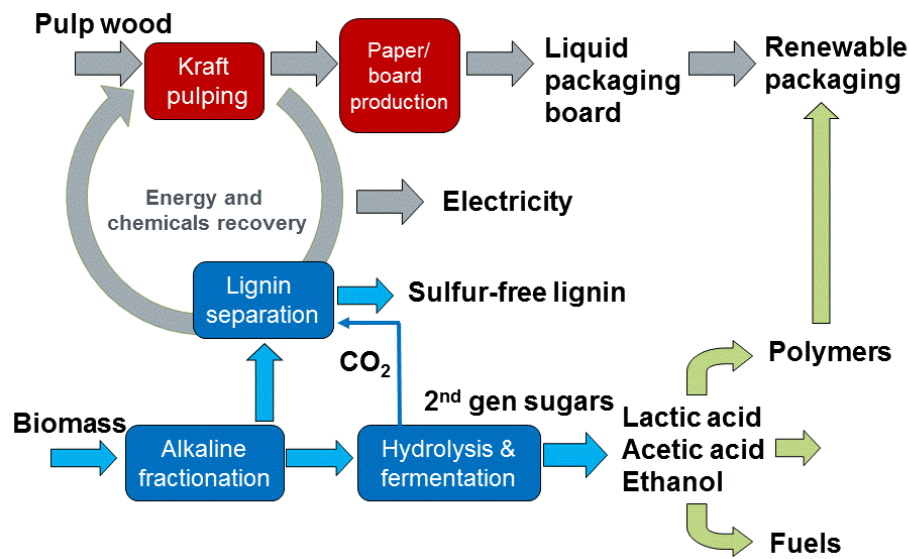 Pulp wood
Kraft
pulping
Paper/
board
production
Liquid
packaging
board
Renewable
packaging
Energy and
chemicals recovery
Electricity
Lignin
separation
Sulfur-free lignin
CO₂
Polymers
Biomass
Alkaline
fractionation
Hydrolysis &
fermentation
2ⁿᵈ gen sugars
Lactic acid
Acetic acid
Ethanol
Fuels